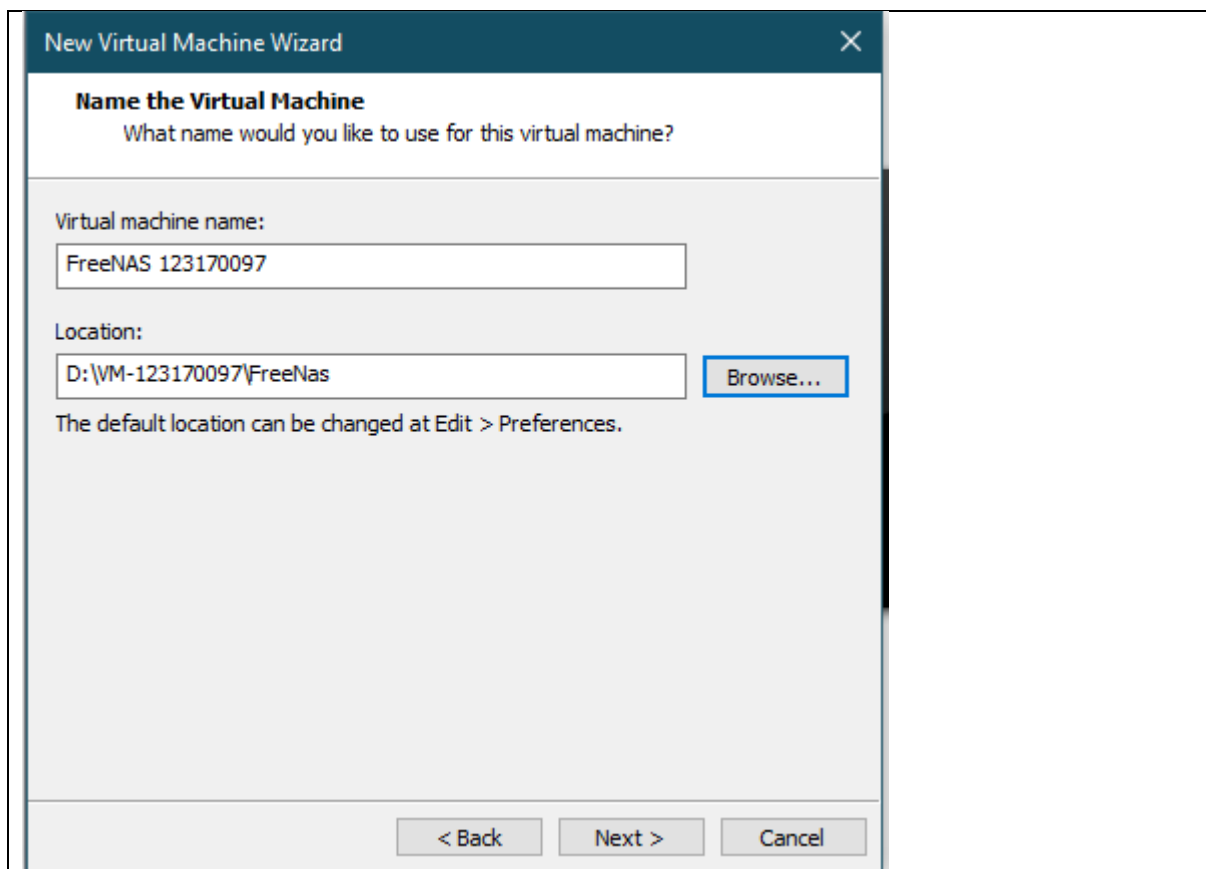 New Virtual Machine Wizard
Name the Virtual Machine
What name would you like to use for this virtual machine?
Virtual machine name:
FreeNAS 123170097
Location:
D:\VM-123170097\FreeNas
Browse...
The default location can be changed at Edit > Preferences.
< Back
Next >
Cancel